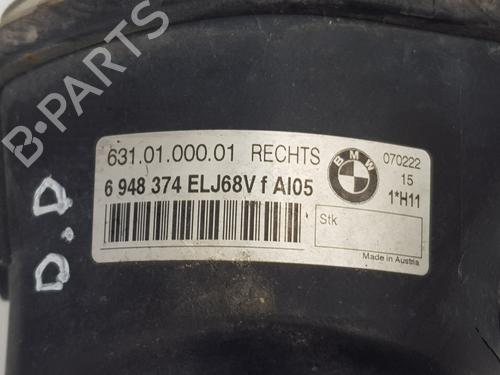 B-PARTS
631.01.000.01 RECHTS
6 948 374 ELJ68V f AI05
BMW
070222
15
1*H11
Stk
Made in Austria
D.D